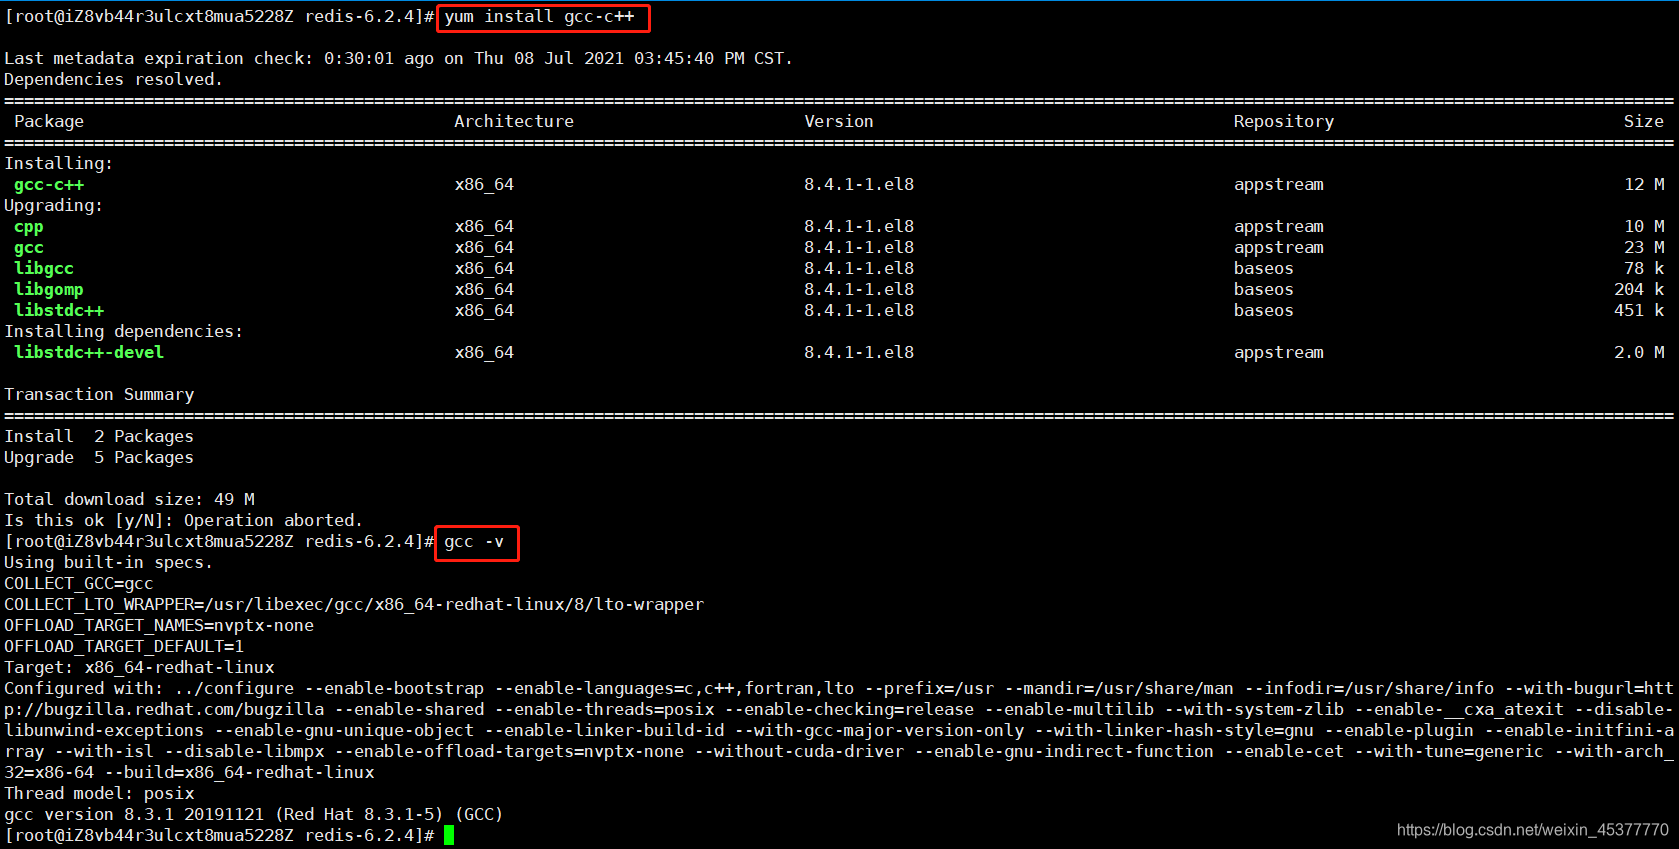 [root@iZ8vb44r3ulcxt8mua5228Z redis-6.2.4]# yum install gcc-c++
Last metadata expiration check: 0:30:01 ago on Thu 08 Jul 2021 03:45:40 PM CST.
Dependencies resolved.
Package Architecture Version Repository Size
Installing:
gcc-c++ x86_64 8.4.1-1.el8 appstream 12 M
Upgrading:
cpp x86_64 8.4.1-1.el8 appstream 10 M
gcc x86_64 8.4.1-1.el8 appstream 23 M
libgcc x86_64 8.4.1-1.el8 baseos 78 k
libgomp x86_64 8.4.1-1.el8 baseos 204 k
libstdc++ x86_64 8.4.1-1.el8 baseos 451 k
Installing dependencies:
libstdc++-devel x86_64 8.4.1-1.el8 appstream 2.0 M
Transaction Summary
Install 2 Packages
Upgrade 5 Packages
Total download size: 49 M
Is this ok [y/N]: Operation aborted.
[root@iZ8vb44r3ulcxt8mua5228Z redis-6.2.4]# gcc -v
Using built-in specs.
COLLECT_GCC=gcc
COLLECT_LTO_WRAPPER=/usr/libexec/gcc/x86_64-redhat-linux/8/lto-wrapper
OFFLOAD_TARGET_NAMES=nvptx-none
OFFLOAD_TARGET_DEFAULT=1
Target: x86_64-redhat-linux
Configured with: ../configure --enable-bootstrap --enable-languages=c,c++,fortran,lto --prefix=/usr --mandir=/usr/share/man --infodir=/usr/share/info --with-bugurl=htt
p://bugzilla.redhat.com/bugzilla --enable-shared --enable-threads=posix --enable-checking=release --enable-multilib --with-system-zlib --enable-__cxa_atexit --disable-
libunwind-exceptions --enable-gnu-unique-object --enable-linker-build-id --with-gcc-major-version-only --with-linker-hash-style=gnu --enable-plugin --enable-initfini-a
rray --with-isl --disable-libmpx --enable-offload-targets=nvptx-none --without-cuda-driver --enable-gnu-indirect-function --enable-cet --with-tune=generic --with-arch_
32=x86-64 --build=x86_64-redhat-linux
Thread model: posix
gcc version 8.3.1 20191121 (Red Hat 8.3.1-5) (GCC)
[root@iZ8vb44r3ulcxt8mua5228Z redis-6.2.4]#
https://blog.csdn.net/weixin_45377770